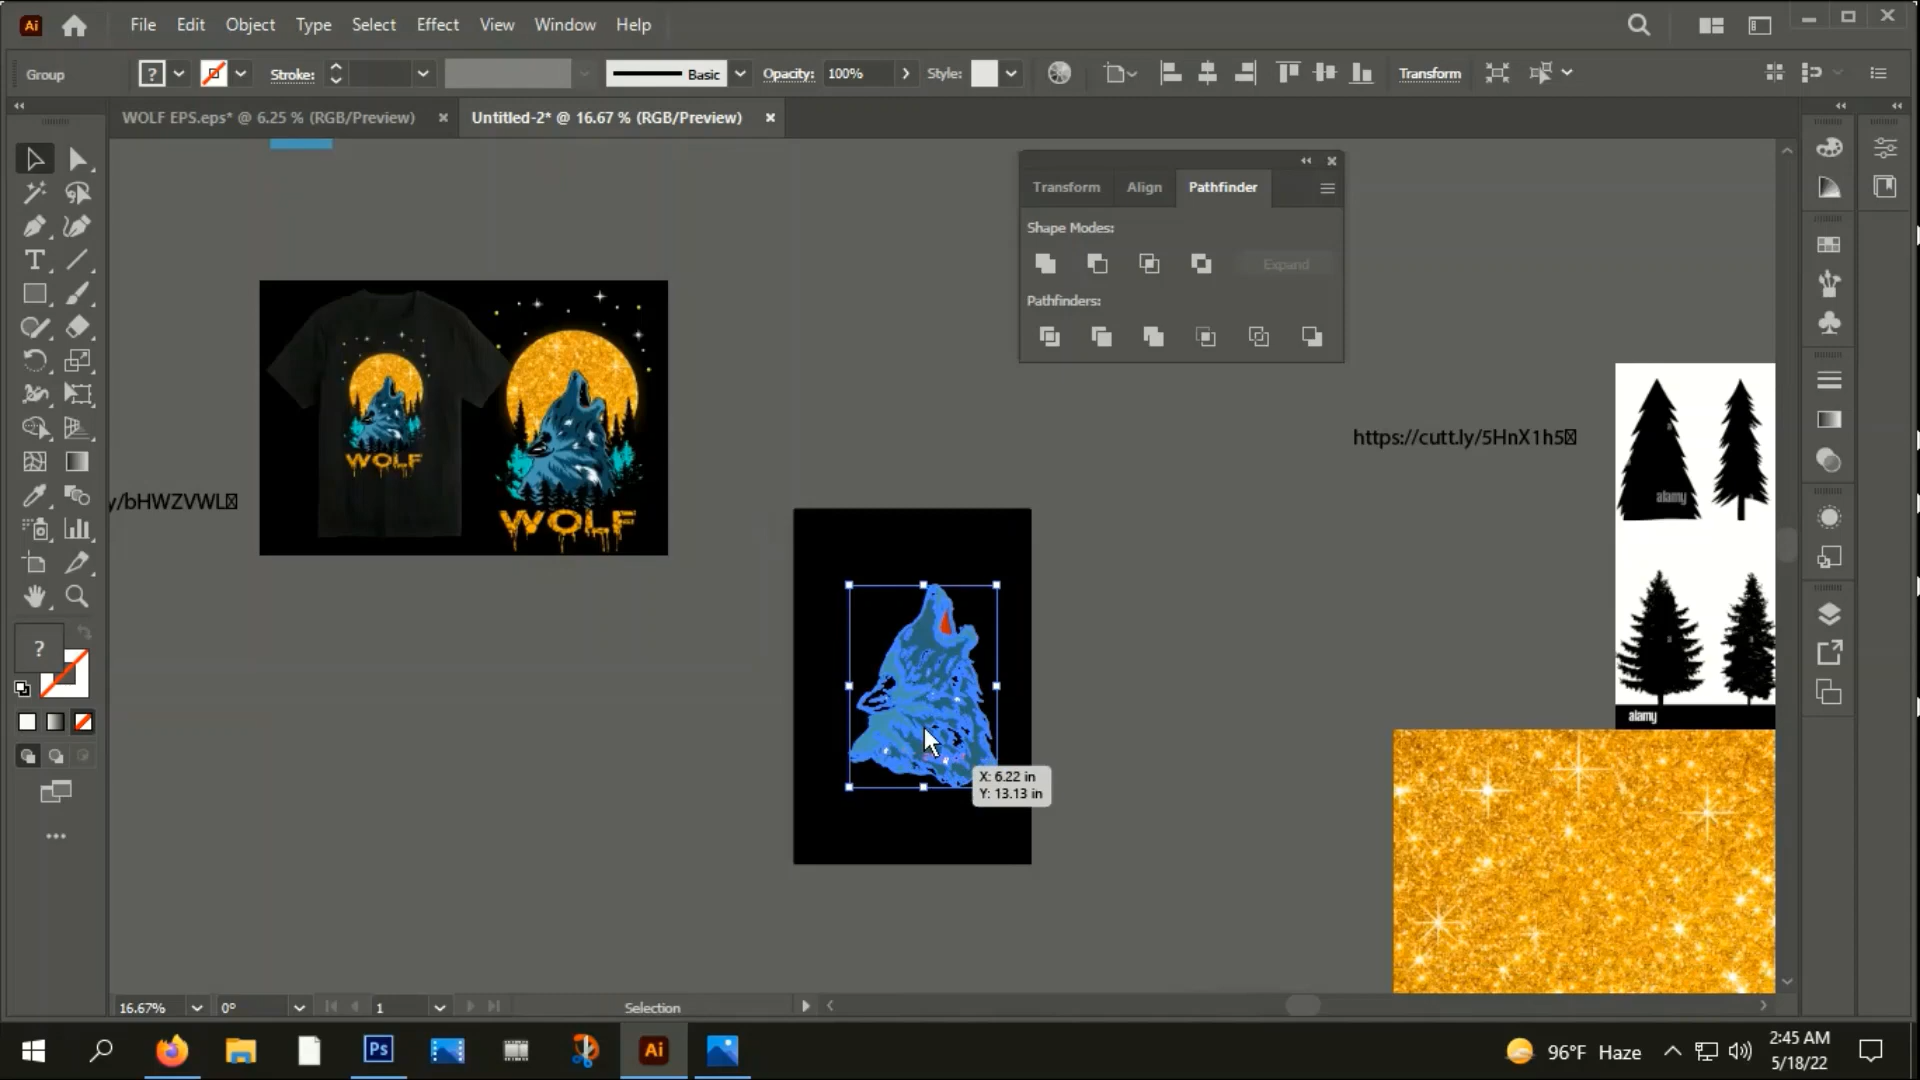 Ai File Edit Object Type Select Effect View Window Help
Group ? Stroke: Basic Opacity: 100% Style: Transform
WOLF EPS.eps* @ 6.25 % (RGB/Preview) Untitled-2* @ 16.67 % (RGB/Preview)
Transform Align Pathfinder
Shape Modes:
Expand
Pathfinders:
https://cutt.ly/5HnX1h5
y/bHWZVWL
WOLF
WOLF
alamy
a
a
a
a
alamy
?
X: 6.22 in
Y: 13.13 in
16.67% 0° 1 Selection
Ps Ai 96°F Haze
2:45 AM
5/18/22